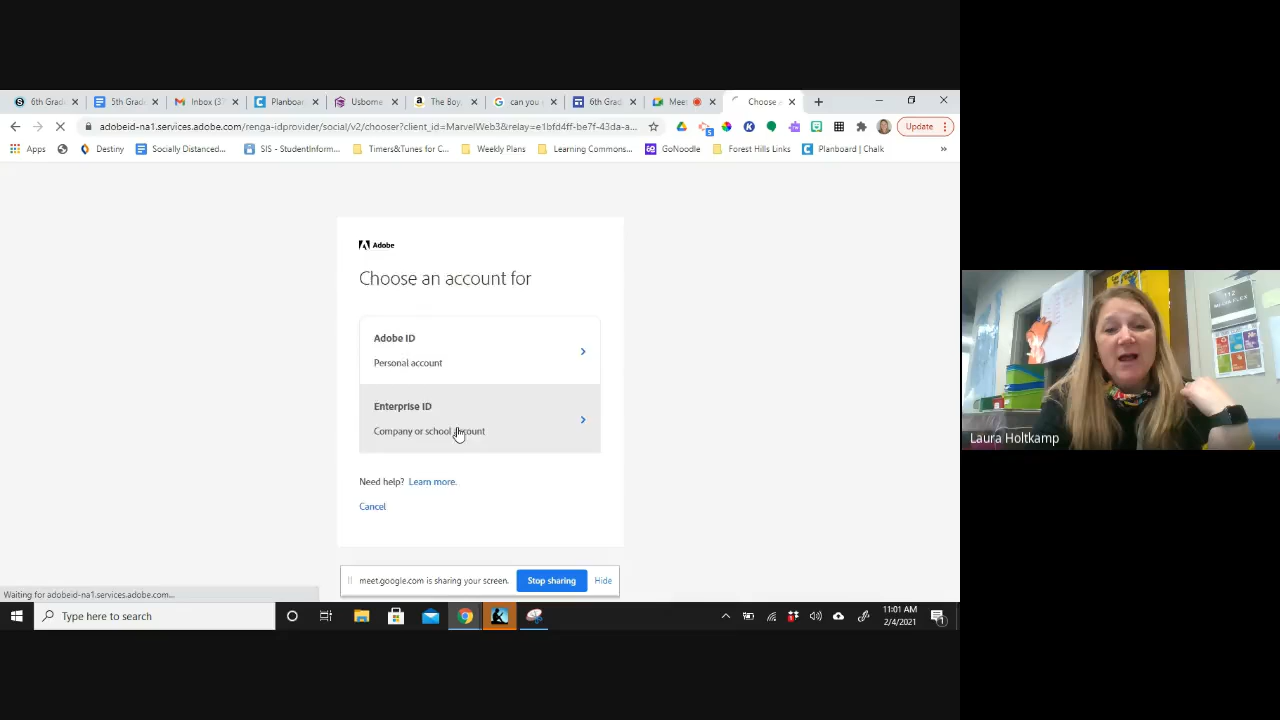 6th Grad
5th Grad
Inbox (3
Planboar
Usborne
The Boy,
can you
6th Grad
Meet
Choose a
adobeid-na1.services.adobe.com/renga-idprovider/social/v2/chooser?client_id=MarvelWeb3&relay=e1bfd4ff-be7f-43da-a...
Update
Apps
Destiny
Socially Distanced...
SIS - StudentInform...
Timers&Tunes for C...
Weekly Plans
Learning Commons...
GoNoodle
Forest Hills Links
Planboard | Chalk
»
Adobe
Choose an account for
Adobe ID
Personal account
Enterprise ID
Company or school account
Need help? Learn more.
Cancel
meet.google.com is sharing your screen.
Stop sharing
Hide
Waiting for adobeid-na1.services.adobe.com...
Type here to search
11:01 AM
2/4/2021
1
112
Laura Holtkamp